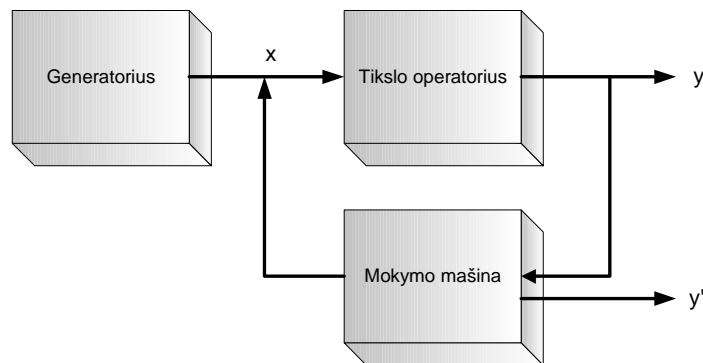 x
Generatorius
Tikslo operatorius
y
Mokymo mašina
y'